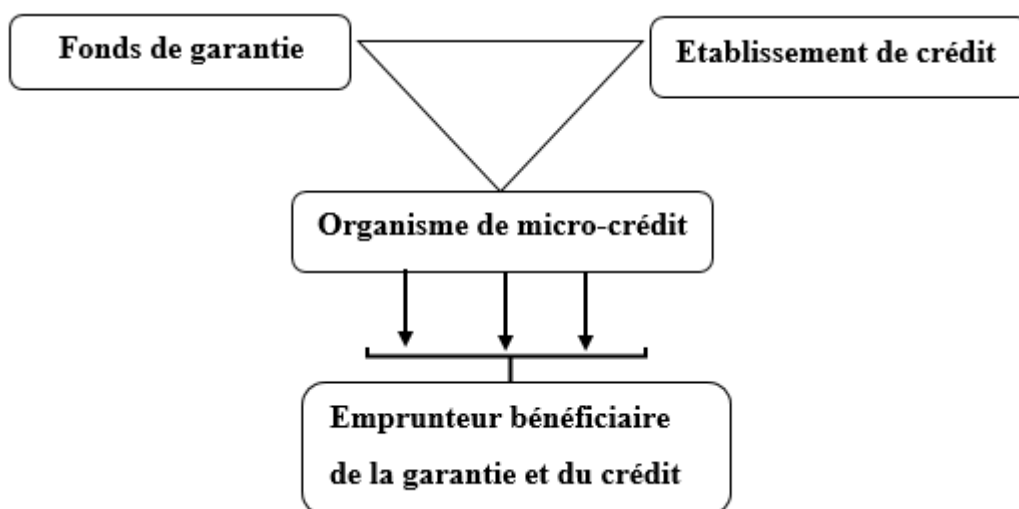 Fonds de garantie
Etablissement de crédit
Organisme de micro-crédit
Emprunteur bénéficiaire
de la garantie et du crédit